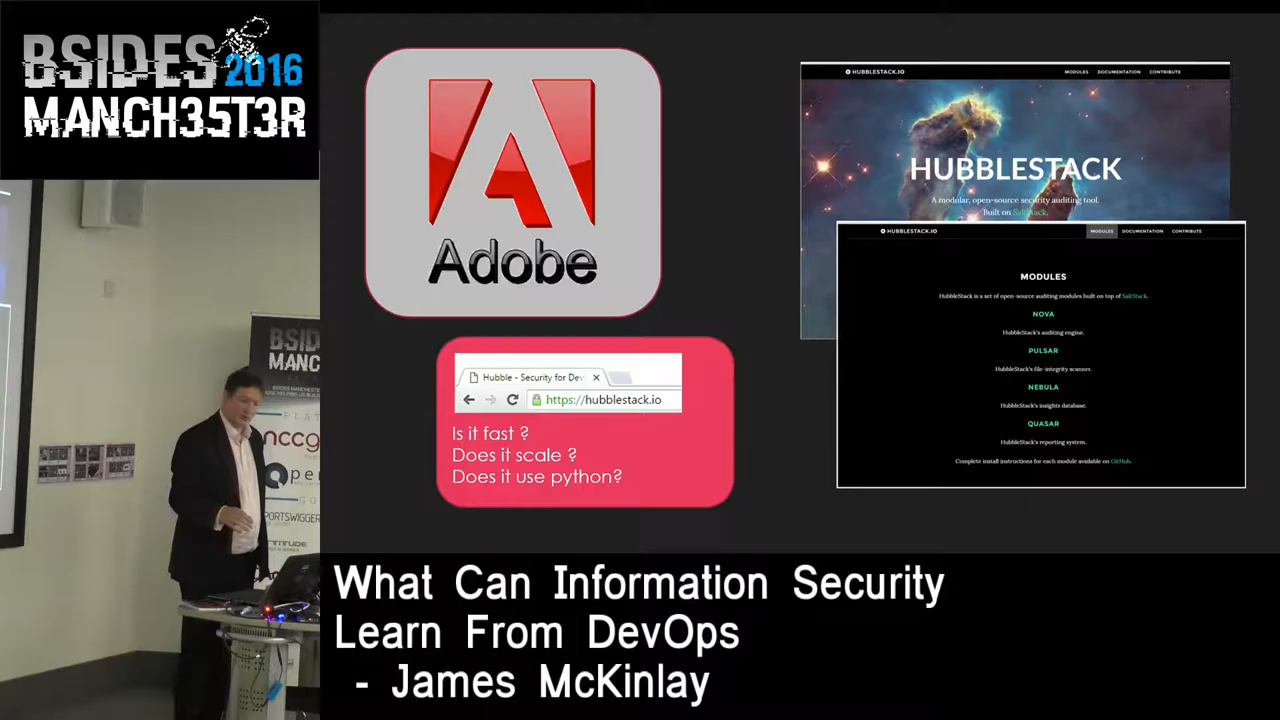 BSIDES
2016
MANCH35T3R
BSIDES
MANCH
nccg
Adobe
Hubble - Security for Dev
https://hubblestack.io
Is it fast ?
Does it scale ?
Does it use python?
HUBBLESTACK.IO
MODULES DOCUMENTATION CONTRIBUTE
HUBBLESTACK
A modular, open-source security auditing tool.
Built on SaltStack.
HUBBLESTACK.IO
MODULES DOCUMENTATION CONTRIBUTE
MODULES
HubbleStack is a set of open-source auditing modules built on top of SaltStack.
NOVA
HubbleStack's auditing engine.
PULSAR
HubbleStack's file-integrity scanner.
NEBULA
HubbleStack's insights database.
QUASAR
HubbleStack's reporting system.
Complete install instructions for each module available on GitHub.
What Can Information Security
Learn From DevOps
- James McKinlay